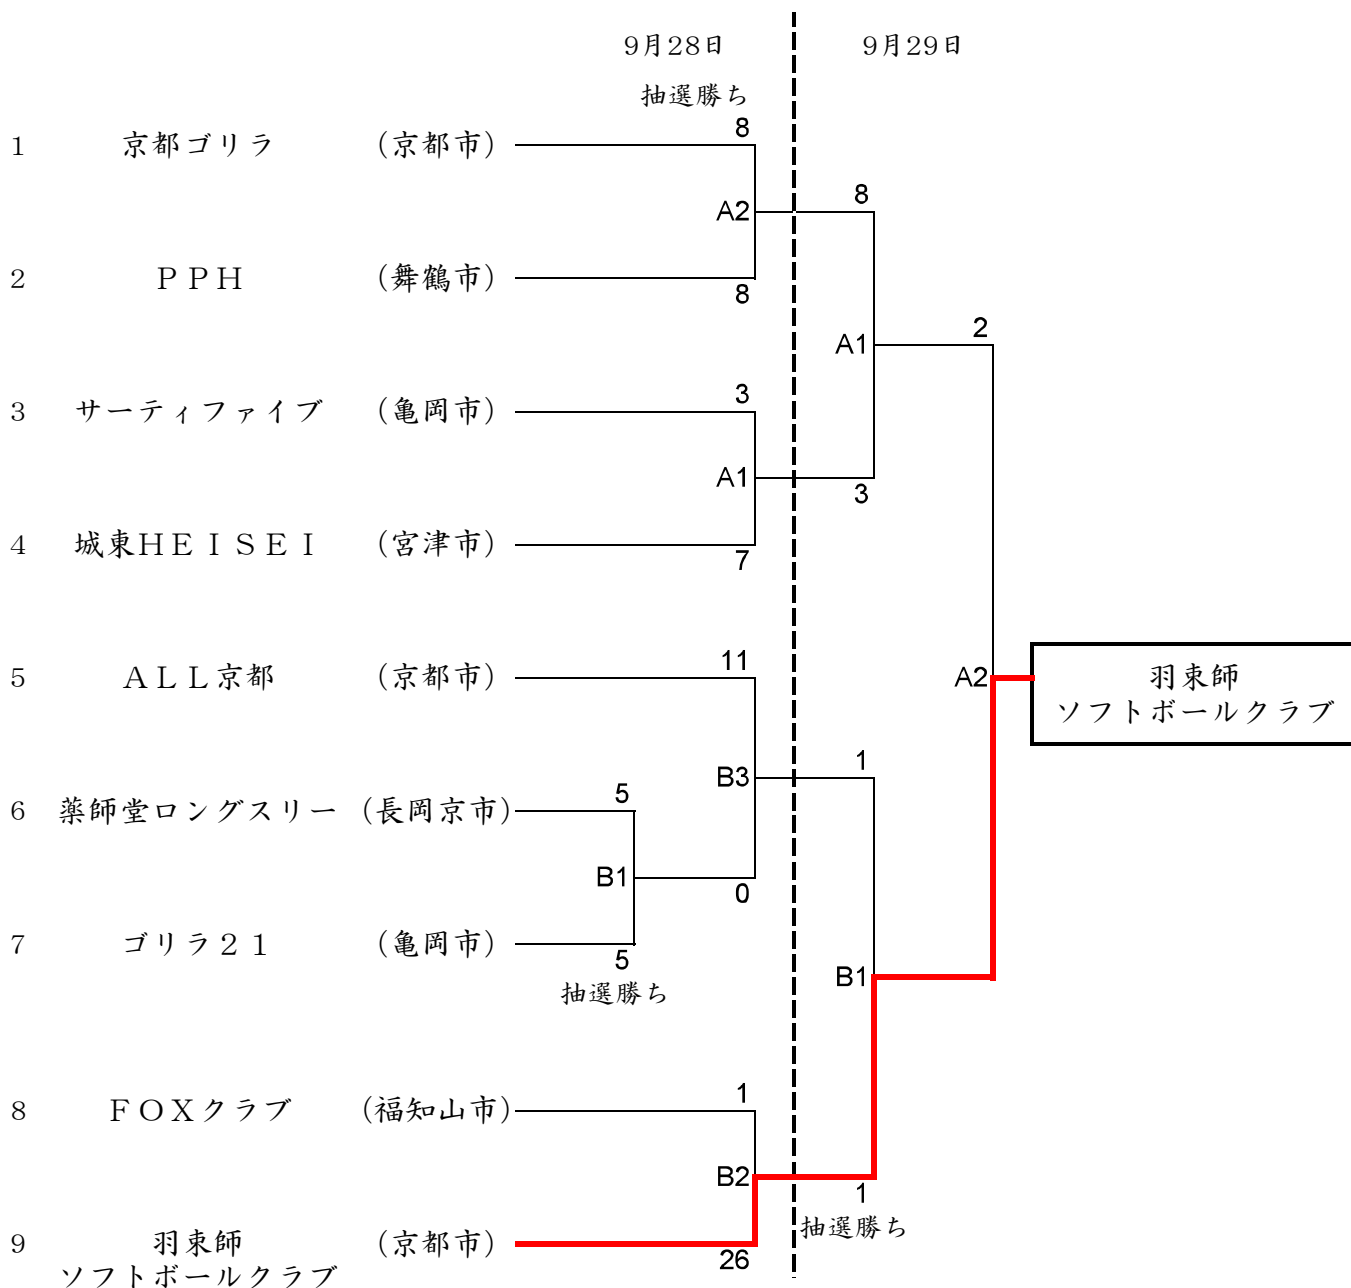 9月28日
9月29日
抽選勝ち
8
1 京都ゴリラ (京都市)
8
A2
2 ＰＰＨ (舞鶴市)
8
2
A1
3
3 サーティファイブ (亀岡市)
A1
3
4 城東ＨＥＩＳＥＩ (宮津市)
7
11
5 ＡＬＬ京都 (京都市)
A2
羽束師
ソフトボールクラブ
B3
1
5
6 薬師堂ロングスリー (長岡京市)
B1
0
7 ゴリラ２１ (亀岡市)
5
抽選勝ち
B1
1
8 ＦＯＸクラブ (福知山市)
B2
1
抽選勝ち
9 羽束師 (京都市)
ソフトボールクラブ
26